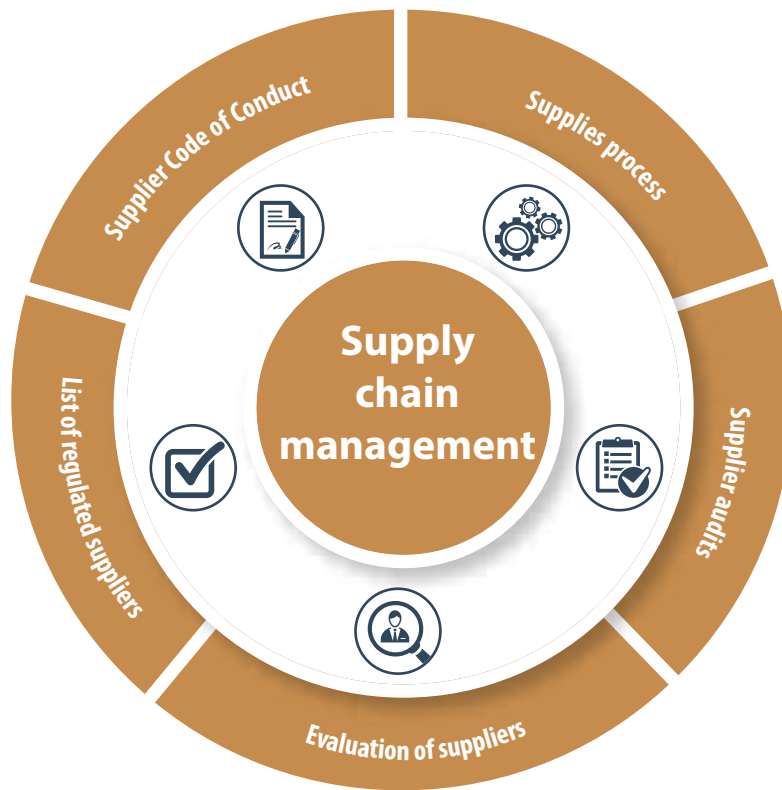 Supplier Code of Conduct
Supplies process
Supply
chain
management
List of regulated suppliers
Supplier audits
Evaluation of suppliers